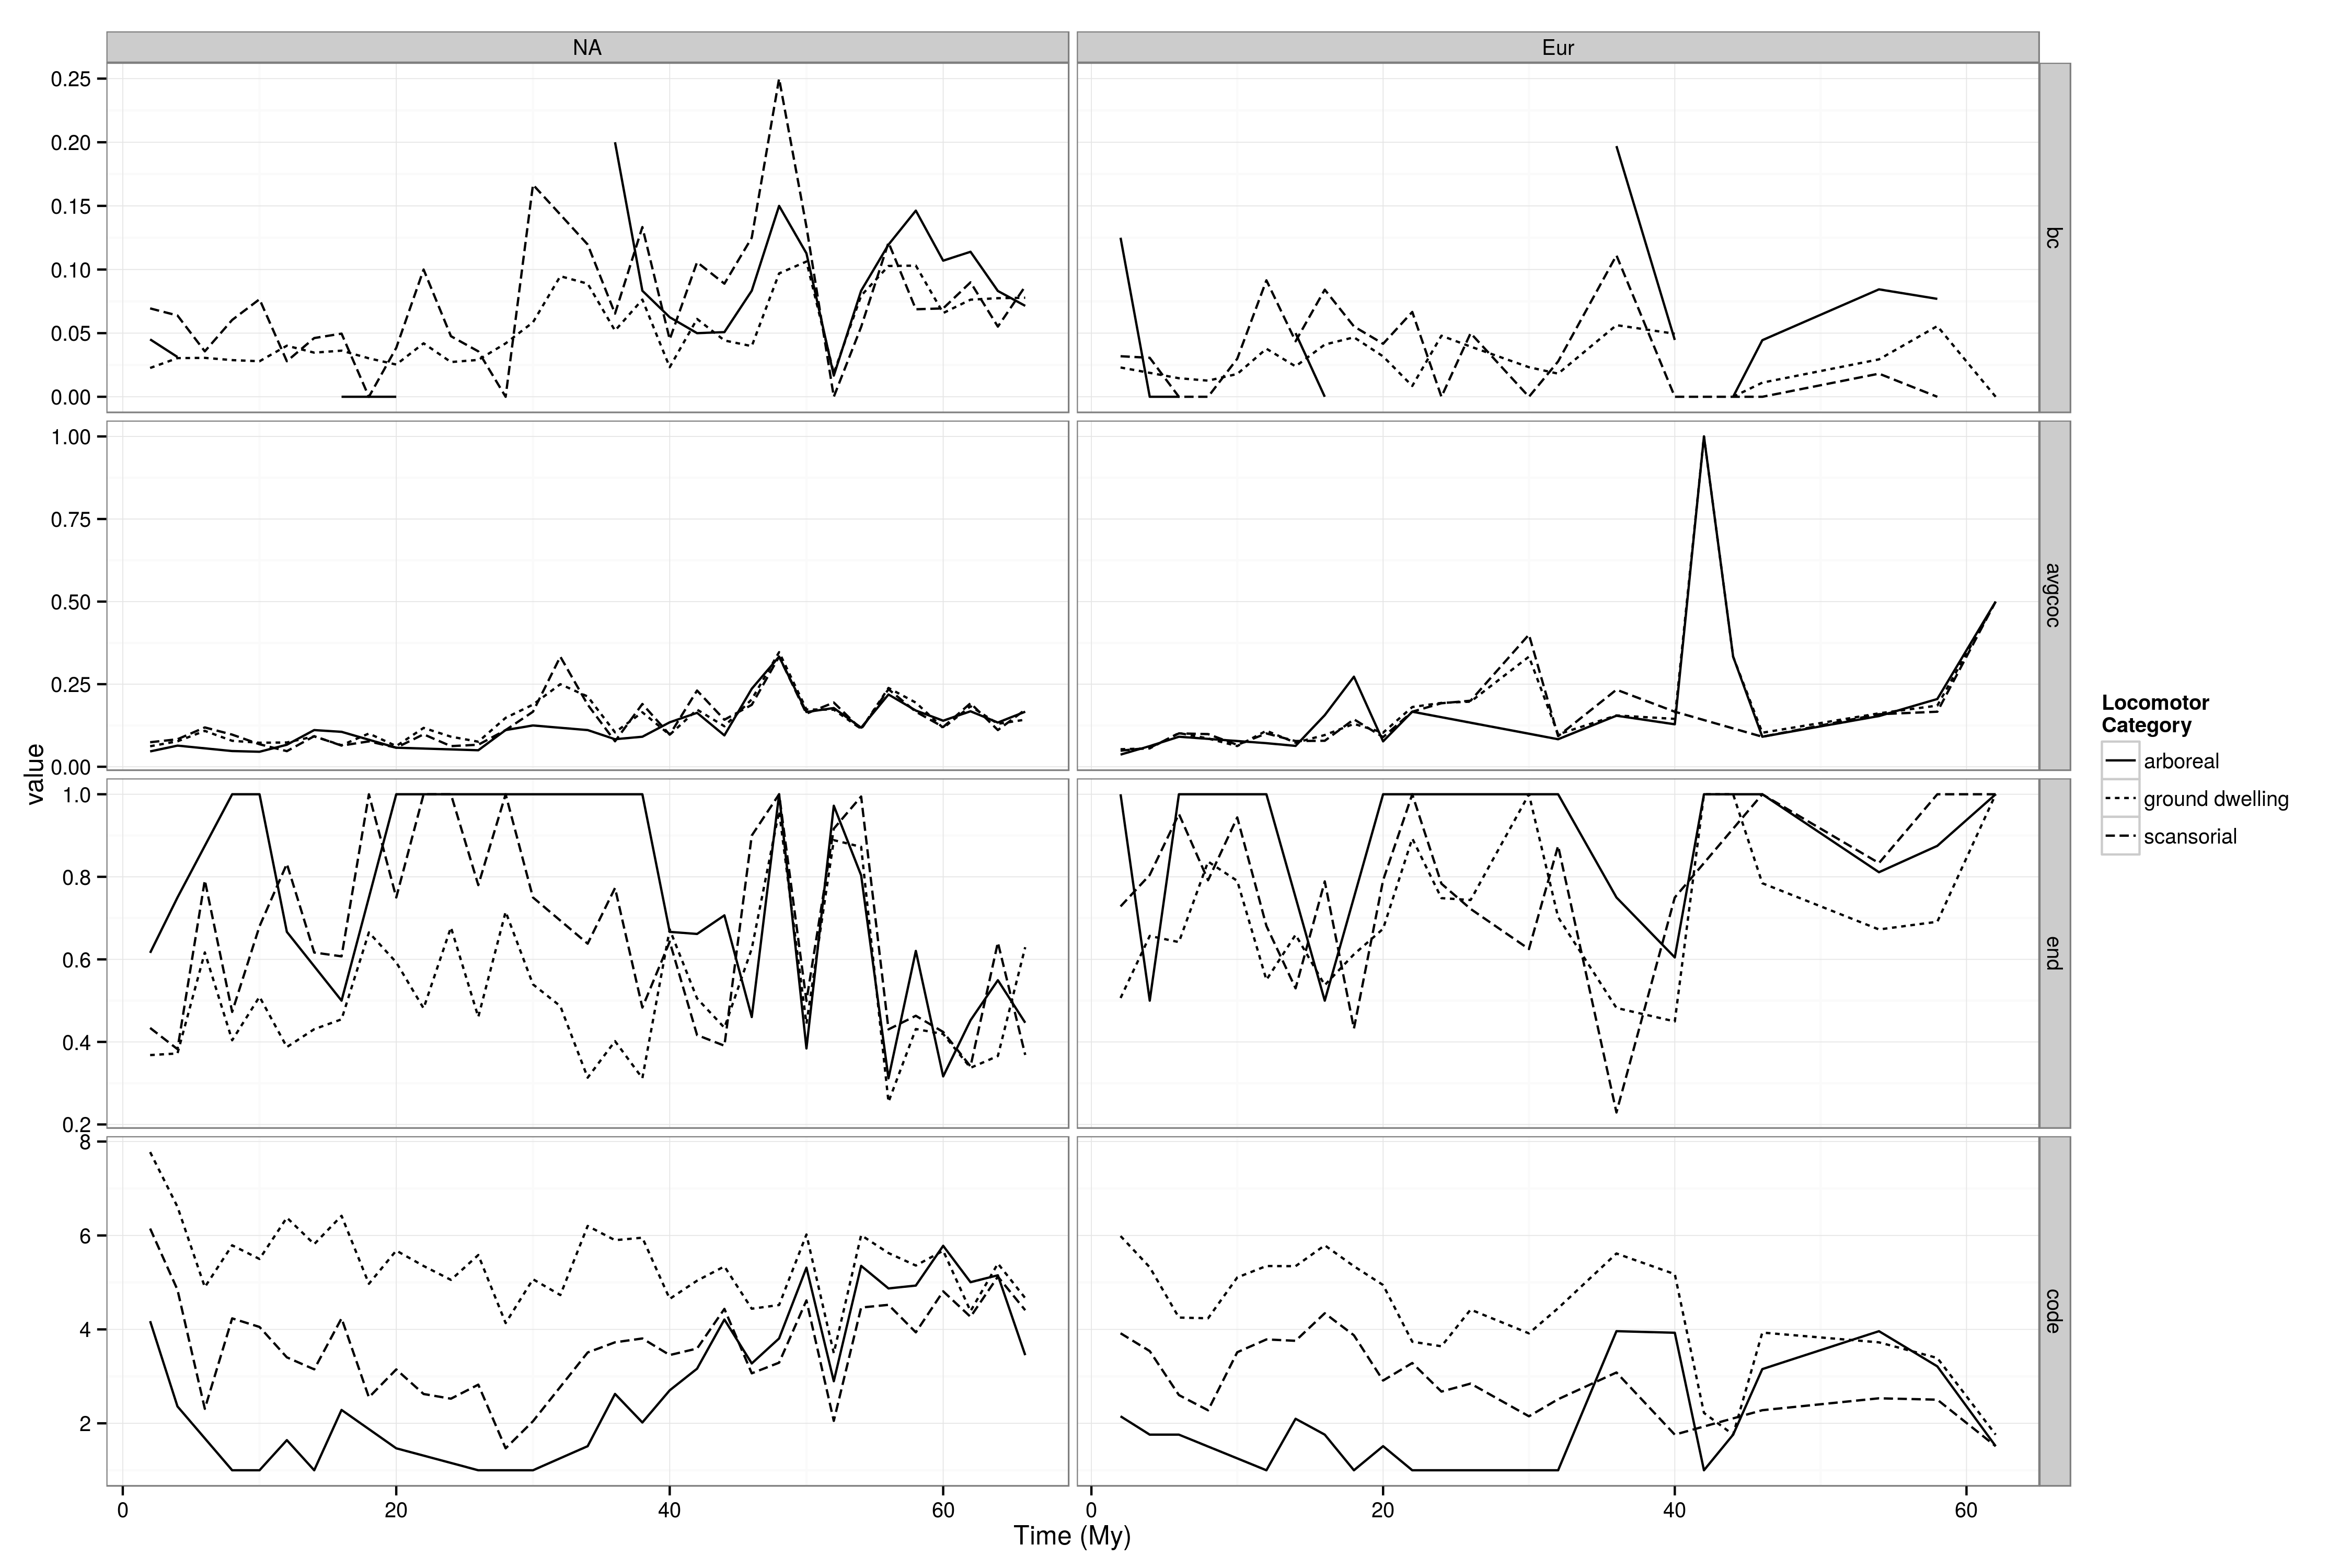 NA
Eur
0.25
0.20
0.15
0.10
0.05
0.00
bc
1.00
0.75
0.50
0.25
0.00
avgcoc
1.0
0.8
0.6
0.4
0.2
end
8
6
4
2
code
value
0 20 40 60
0 20 40 60
Time (My)
Locomotor
Category
arboreal
ground dwelling
scansorial